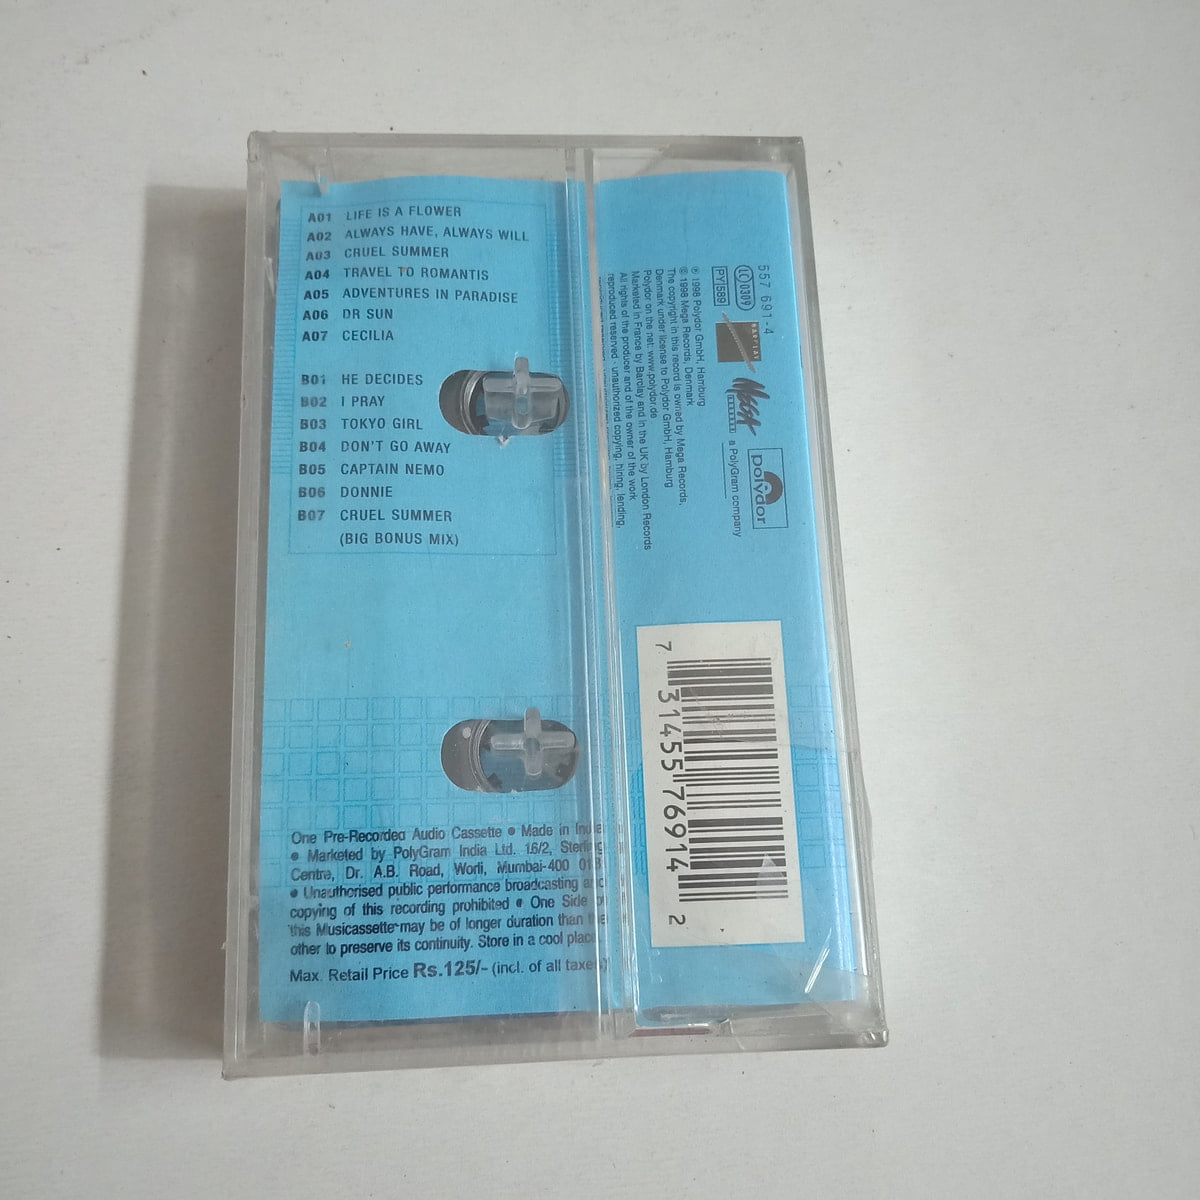 A01 LIFE IS A FLOWER
A02 ALWAYS HAVE, ALWAYS WILL
A03 CRUEL SUMMER
A04 TRAVEL TO ROMANTIS
A05 ADVENTURES IN PARADISE
A06 DR SUN
A07 CECILIA
B01 HE DECIDES
B02 I PRAY
B03 TOKYO GIRL
B04 DON'T GO AWAY
B05 CAPTAIN NEMO
B06 DONNIE
B07 CRUEL SUMMER
(BIG BONUS MIX)
One Pre-Recorded Audio Cassette • Made in India
• Marketed by PolyGram India Ltd. 16/2, Sterling
Centre, Dr. A.B. Road, Worli, Mumbai-400 018
• Unauthorised public performance broadcasting and
copying of this recording prohibited • One Side of
this Musicassette may be of longer duration than the
other to preserve its continuity. Store in a cool place
Max. Retail Price Rs.125/- (incl. of all taxes)
557 691-4
LC 0309
PY 589
MEGA
polydor
a PolyGram company
℗ 1998 Polydor GmbH, Hamburg
© 1998 Mega Records, Denmark
The copyright in this record is owned by Mega Records,
Denmark under license to Polydor GmbH, Hamburg
Polydor on the net: www.polydor.de
Marketed in France by Barclay and in the UK by London Records
All rights of the producer and of the owner of the work
reproduced reserved - unauthorized copying, hiring, lending,
7 31455 76914 2